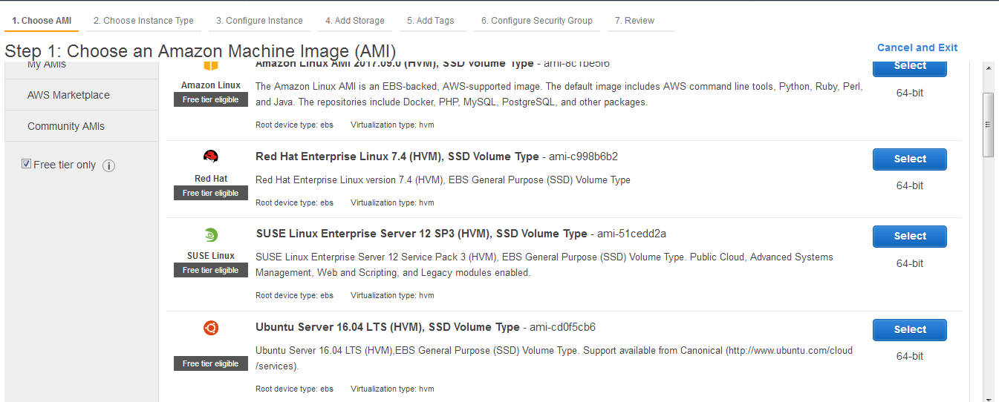 1. Choose AMI 2. Choose Instance Type 3. Configure Instance 4. Add Storage 5. Add Tags 6. Configure Security Group 7. Review
Step 1: Choose an Amazon Machine Image (AMI)
Cancel and Exit
My AMIs
AWS Marketplace
Community AMIs
Free tier only
Amazon Linux
Free tier eligible
Amazon Linux AMI 2017.09.0 (HVM), SSD Volume Type - ami-8c1be5f6
The Amazon Linux AMI is an EBS-backed, AWS-supported image. The default image includes AWS command line tools, Python, Ruby, Perl,
and Java. The repositories include Docker, PHP, MySQL, PostgreSQL, and other packages.
Root device type: ebs Virtualization type: hvm
Select
64-bit
Red Hat
Free tier eligible
Red Hat Enterprise Linux 7.4 (HVM), SSD Volume Type - ami-c998b6b2
Red Hat Enterprise Linux version 7.4 (HVM), EBS General Purpose (SSD) Volume Type
Root device type: ebs Virtualization type: hvm
Select
64-bit
SUSE Linux
Free tier eligible
SUSE Linux Enterprise Server 12 SP3 (HVM), SSD Volume Type - ami-51cedd2a
SUSE Linux Enterprise Server 12 Service Pack 3 (HVM), EBS General Purpose (SSD) Volume Type. Public Cloud, Advanced Systems
Management, Web and Scripting, and Legacy modules enabled.
Root device type: ebs Virtualization type: hvm
Select
64-bit
Free tier eligible
Ubuntu Server 16.04 LTS (HVM), SSD Volume Type - ami-cd0f5cb6
Ubuntu Server 16.04 LTS (HVM),EBS General Purpose (SSD) Volume Type. Support available from Canonical (http://www.ubuntu.com/cloud
/services).
Root device type: ebs Virtualization type: hvm
Select
64-bit